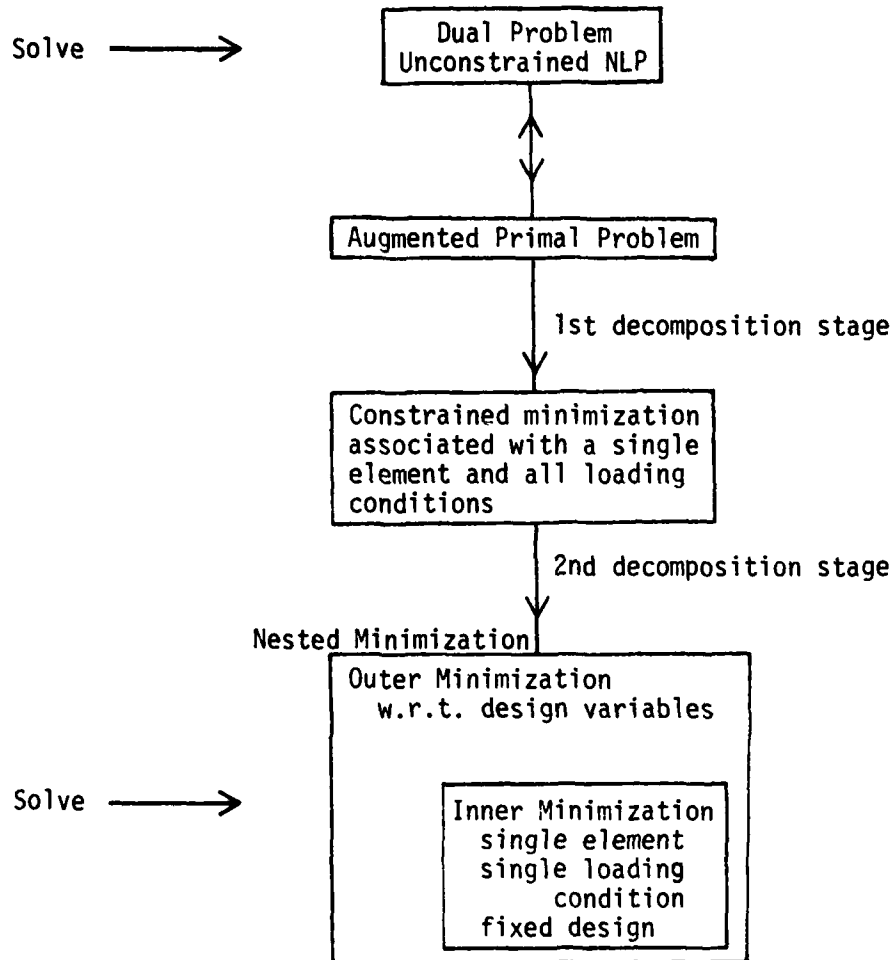 Solve
Dual Problem
Unconstrained NLP
Augmented Primal Problem
1st decomposition stage
Constrained minimization
associated with a single
element and all loading
conditions
2nd decomposition stage
Nested Minimization
Outer Minimization
w.r.t. design variables
Solve
Inner Minimization
single element
single loading
condition
fixed design